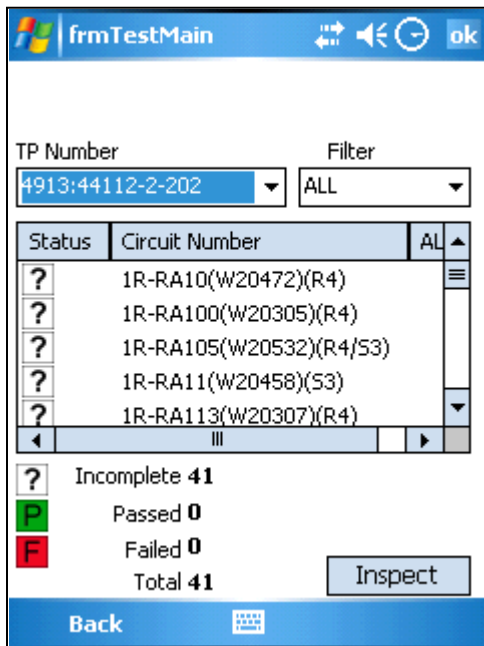 frmTestMain ok
TP Number Filter
4913:44112-2-202 ALL
Status Circuit Number AL
? 1R-RA10(W20472)(R4)
? 1R-RA100(W20305)(R4)
? 1R-RA105(W20532)(R4/S3)
? 1R-RA11(W20458)(S3)
? 1R-RA113(W20307)(R4)
? Incomplete 41
P Passed 0
F Failed 0
Total 41
Inspect
Back